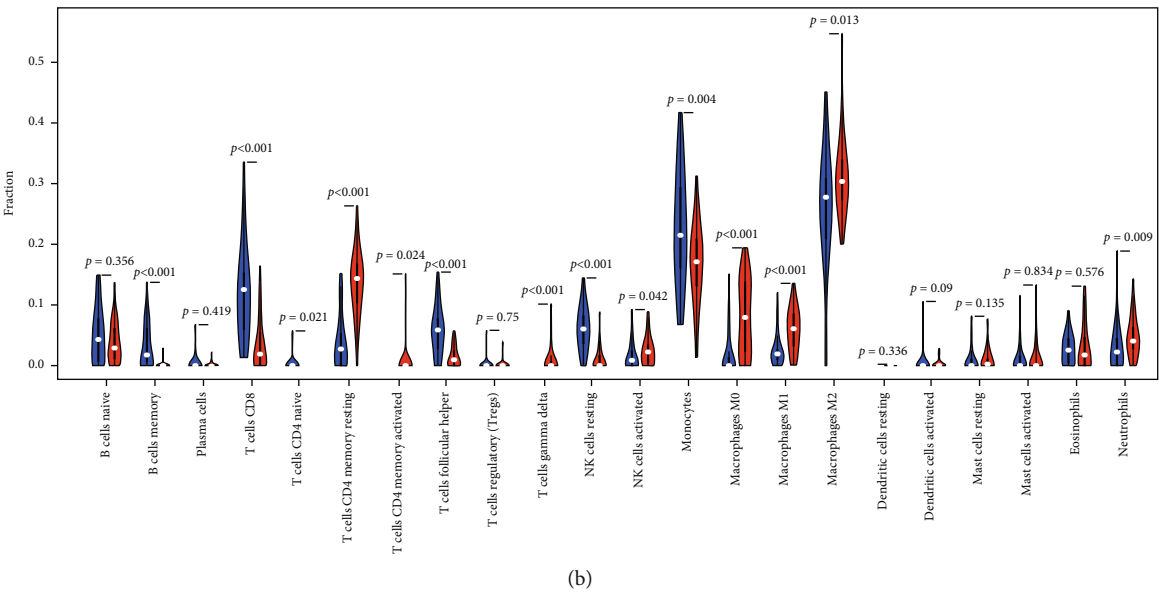 p = 0.013
0.5
p = 0.004
0.4
p<0.001
0.3
p<0.001
Fraction
0.2
p = 0.356
p<0.001
p = 0.024
p<0.001
p<0.001
p<0.001
p<0.001
p = 0.834
p = 0.576
p = 0.009
0.1
p = 0.419
p = 0.021
p = 0.75
p<0.001
p = 0.042
p = 0.09
p = 0.135
0.0
p = 0.336
B cells naive
B cells memory
Plasma cells
T cells CD8
T cells CD4 naive
T cells CD4 memory resting
T cells CD4 memory activated
T cells follicular helper
T cells regulatory (Tregs)
T cells gamma delta
NK cells resting
NK cells activated
Monocytes
Macrophages M0
Macrophages M1
Macrophages M2
Dendritic cells resting
Dendritic cells activated
Mast cells resting
Mast cells activated
Eosinophils
Neutrophils
(b)